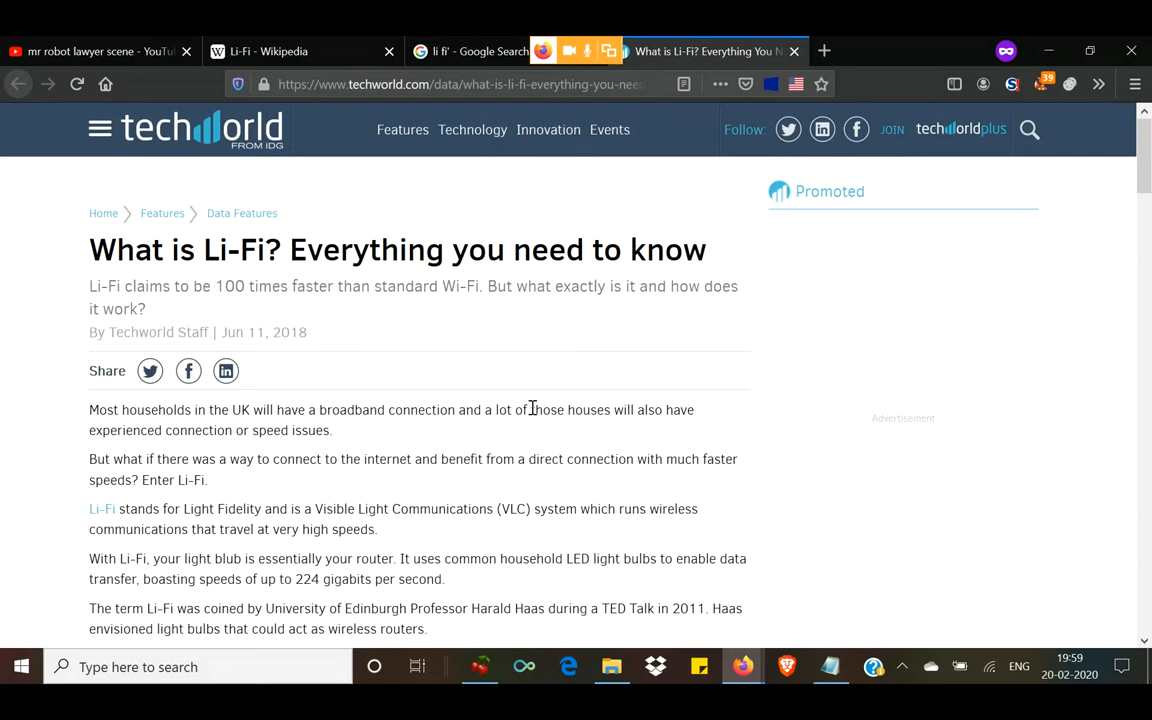 mr robot lawyer scene - YouTu
Li-Fi - Wikipedia
li fi' - Google Search
What is Li-Fi? Everything You N
https://www.techworld.com/data/what-is-li-fi-everything-you-nee
39
techworld
FROM IDG
Features Technology Innovation Events
Follow:
JOIN techworldplus
Promoted
Home Features Data Features
What is Li-Fi? Everything you need to know
Li-Fi claims to be 100 times faster than standard Wi-Fi. But what exactly is it and how does
it work?
By Techworld Staff | Jun 11, 2018
Share
Most households in the UK will have a broadband connection and a lot of those houses will also have
experienced connection or speed issues.
Advertisement
But what if there was a way to connect to the internet and benefit from a direct connection with much faster
speeds? Enter Li-Fi.
Li-Fi stands for Light Fidelity and is a Visible Light Communications (VLC) system which runs wireless
communications that travel at very high speeds.
With Li-Fi, your light blub is essentially your router. It uses common household LED light bulbs to enable data
transfer, boasting speeds of up to 224 gigabits per second.
The term Li-Fi was coined by University of Edinburgh Professor Harald Haas during a TED Talk in 2011. Haas
envisioned light bulbs that could act as wireless routers.
Type here to search
ENG
19:59
20-02-2020